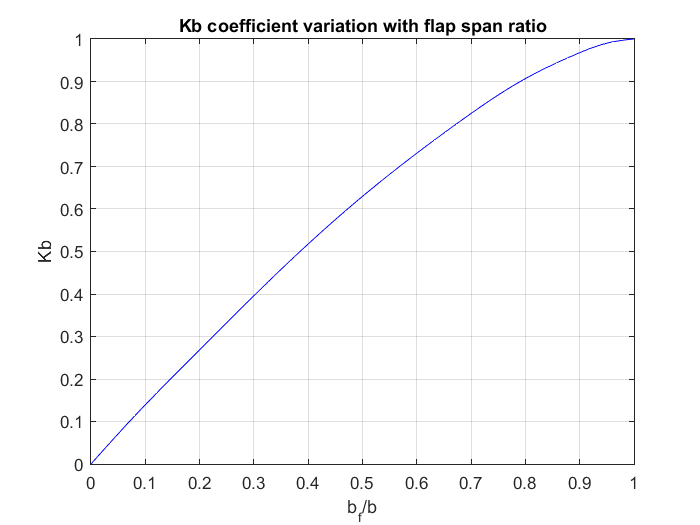 Kb coefficient variation with flap span ratio
1
0.9
0.8
0.7
0.6
0.5
0.4
0.3
0.2
0.1
0
Kb
0 0.1 0.2 0.3 0.4 0.5 0.6 0.7 0.8 0.9 1
b_f/b